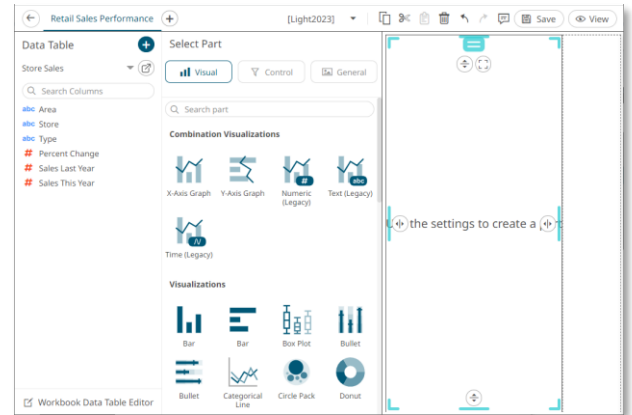 Retail Sales Performance
[Light2023]
Save
View
Data Table
Select Part
Store Sales
Visual
Control
General
Search Columns
Search part
abc Area
abc Store
abc Type
# Percent Change
# Sales Last Year
# Sales This Year
Combination Visualizations
X-Axis Graph
Y-Axis Graph
Numeric
(Legacy)
Text (Legacy)
Time (Legacy)
the settings to create a
Visualizations
Bar
Bar
Box Plot
Bullet
Bullet
Categorical
Line
Circle Pack
Donut
Workbook Data Table Editor